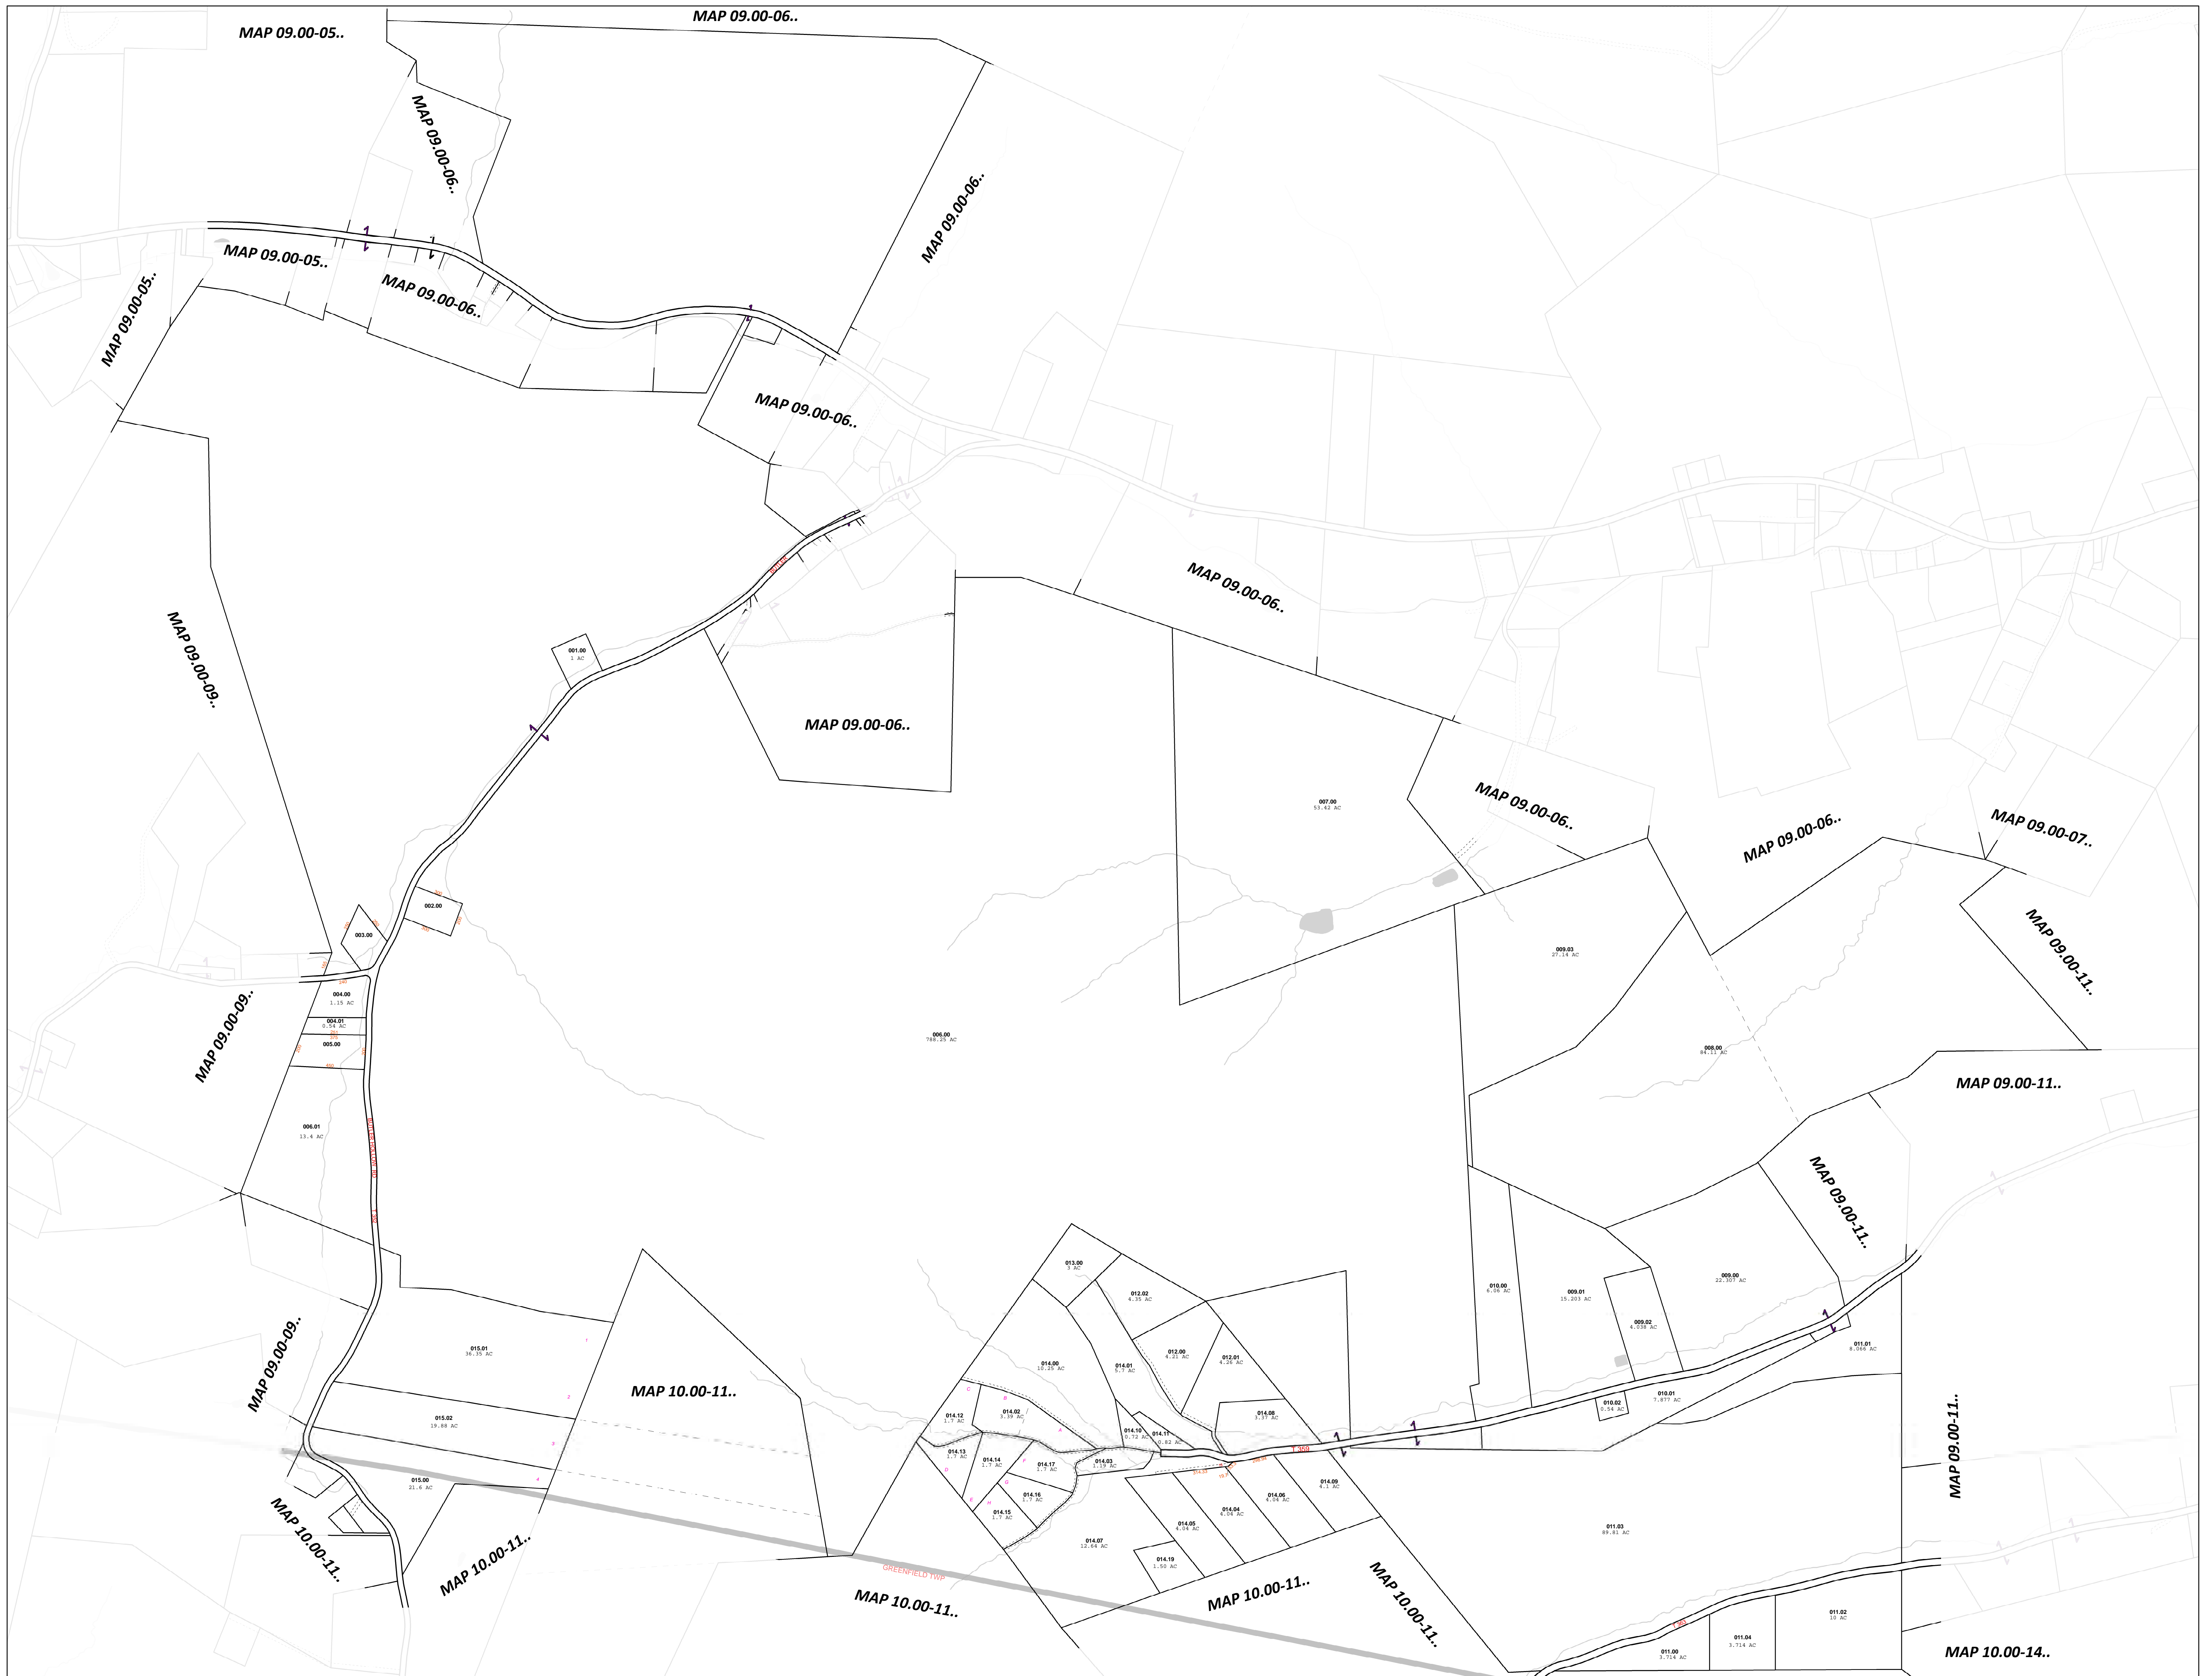 MAP 09.00-06..
MAP 09.00-05..
MAP 09.00-06..
MAP 09.00-06..
MAP 09.00-05..
MAP 09.00-05..
MAP 09.00-06..
MAP 09.00-06..
MAP 09.00-06..
MAP 09.00-09..
001.00
1 AC
MAP 09.00-06..
007.00
53.42 AC
MAP 09.00-06..
MAP 09.00-06..
MAP 09.00-07..
002.00
003.00
009.03
27.14 AC
MAP 09.00-11..
MAP 09.00-09..
004.00
1.15 AC
004.01
0.54 AC
005.00
006.00
788.25 AC
008.00
84.11 AC
MAP 09.00-11..
006.01
13.4 AC
MAP 09.00-11..
013.00
3 AC
012.02
4.35 AC
010.00
6.06 AC
009.01
15.203 AC
009.00
22.307 AC
009.02
4.038 AC
MAP 09.00-09..
015.01
36.35 AC
1
012.00
4.21 AC
012.01
4.26 AC
011.01
8.066 AC
014.00
10.25 AC
014.01
MAP 10.00-11..
2
C
B
010.01
7.877 AC
010.02
0.54 AC
015.02
19.88 AC
014.12
1.7 AC
014.02
3.39 AC
014.08
3.37 AC
A
014.10
0.72 AC
014.11
0.82 AC
3
MAP 09.00-11..
T 369
014.13
1.7 AC
014.14
1.7 AC
F
014.17
1.7 AC
014.03
1.19 AC
D
4
015.00
21.6 AC
G
014.09
4.1 AC
014.16
1.7 AC
014.06
4.04 AC
E
H
014.15
1.7 AC
014.04
4.04 AC
014.05
4.04 AC
011.03
89.81 AC
MAP 10.00-11..
014.07
12.64 AC
014.19
1.50 AC
MAP 10.00-11..
GREENFIELD TWP
MAP 10.00-11..
MAP 10.00-11..
MAP 10.00-11..
011.02
10 AC
011.04
3.714 AC
011.00
3.714 AC
MAP 10.00-14..